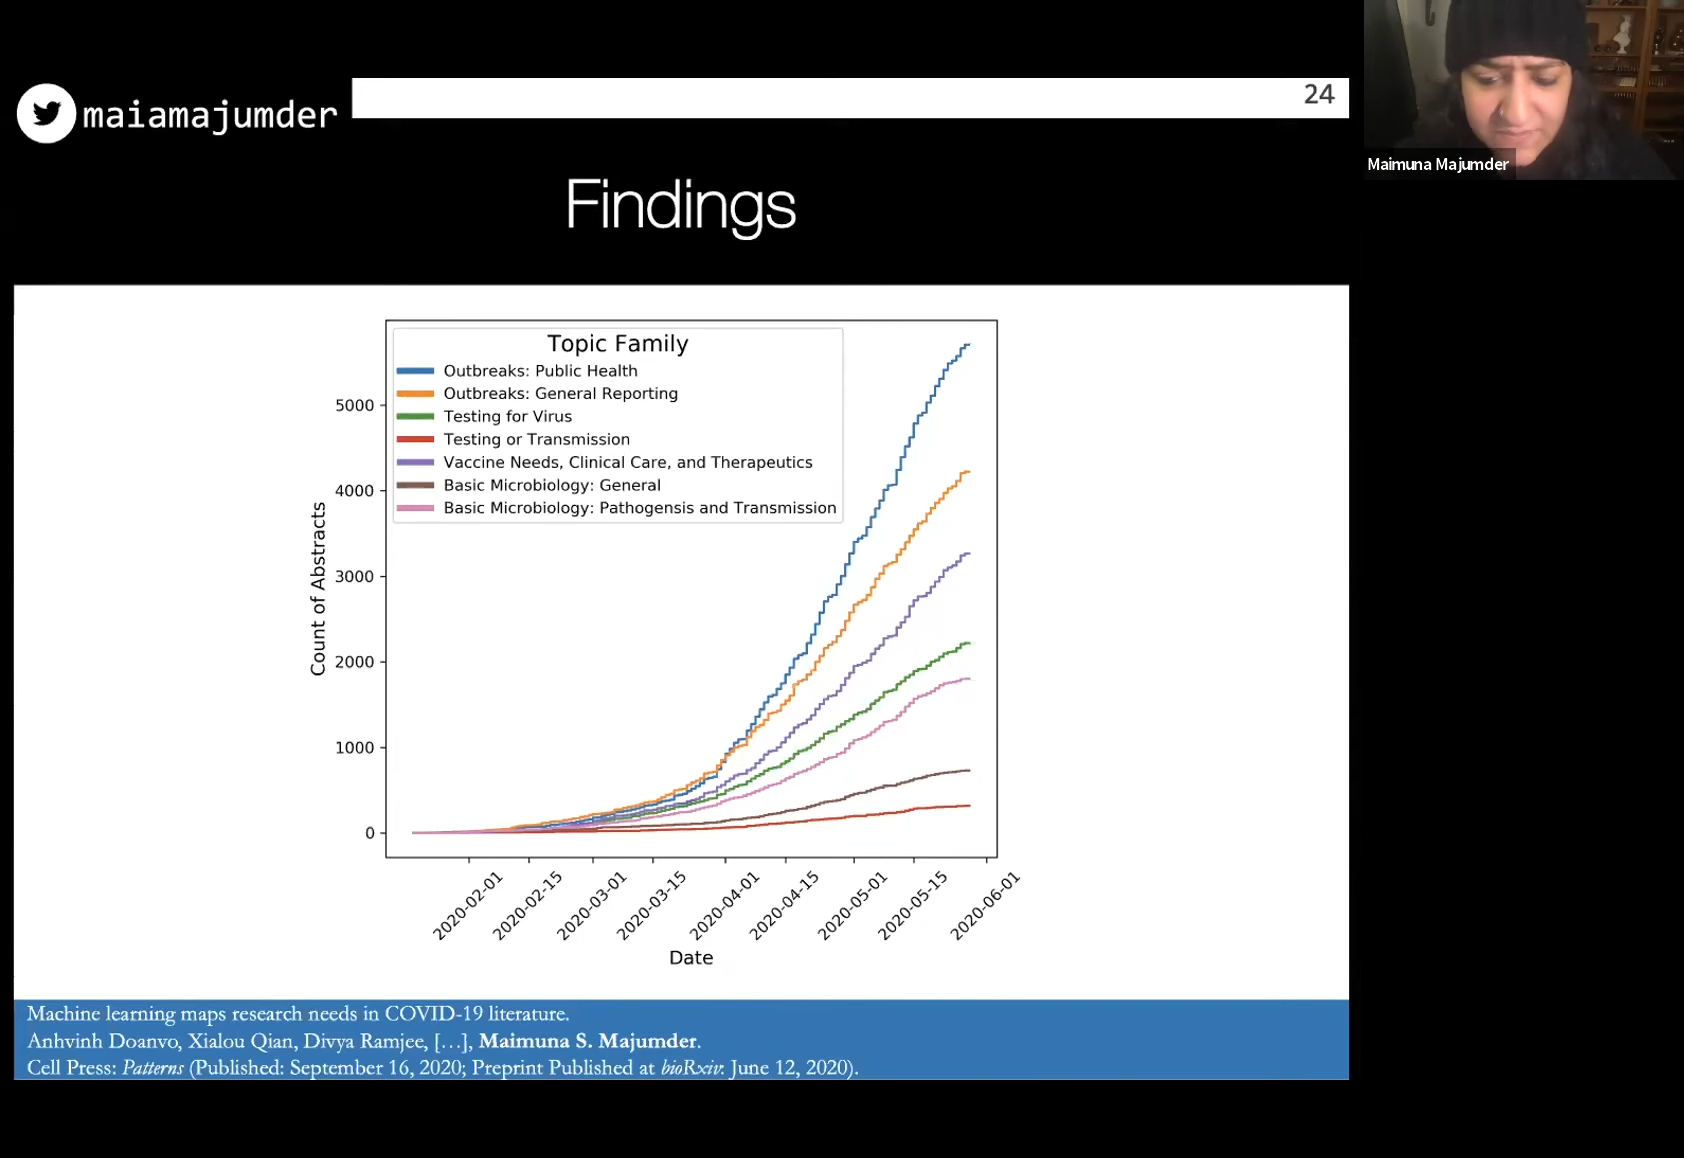 maiamajumder
24
Maimuna Majumder
Findings
Topic Family
Outbreaks: Public Health
Outbreaks: General Reporting
Testing for Virus
Testing or Transmission
Vaccine Needs, Clinical Care, and Therapeutics
Basic Microbiology: General
Basic Microbiology: Pathogensis and Transmission
Count of Abstracts
5000
4000
3000
2000
1000
0
2020-02-01
2020-02-15
2020-03-01
2020-03-15
2020-04-01
2020-04-15
2020-05-01
2020-05-15
2020-06-01
Date
Machine learning maps research needs in COVID-19 literature.
Anhvinh Doanvo, Xialou Qian, Divya Ramjee, [...], Maimuna S. Majumder.
Cell Press: Patterns (Published: September 16, 2020; Preprint Published at bioRxiv: June 12, 2020).